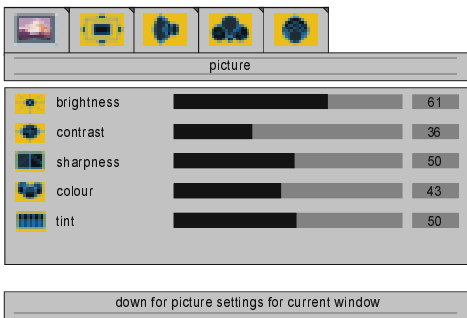 picture
brightness 61
contrast 36
sharpness 50
colour 43
tint 50
down for picture settings for current window